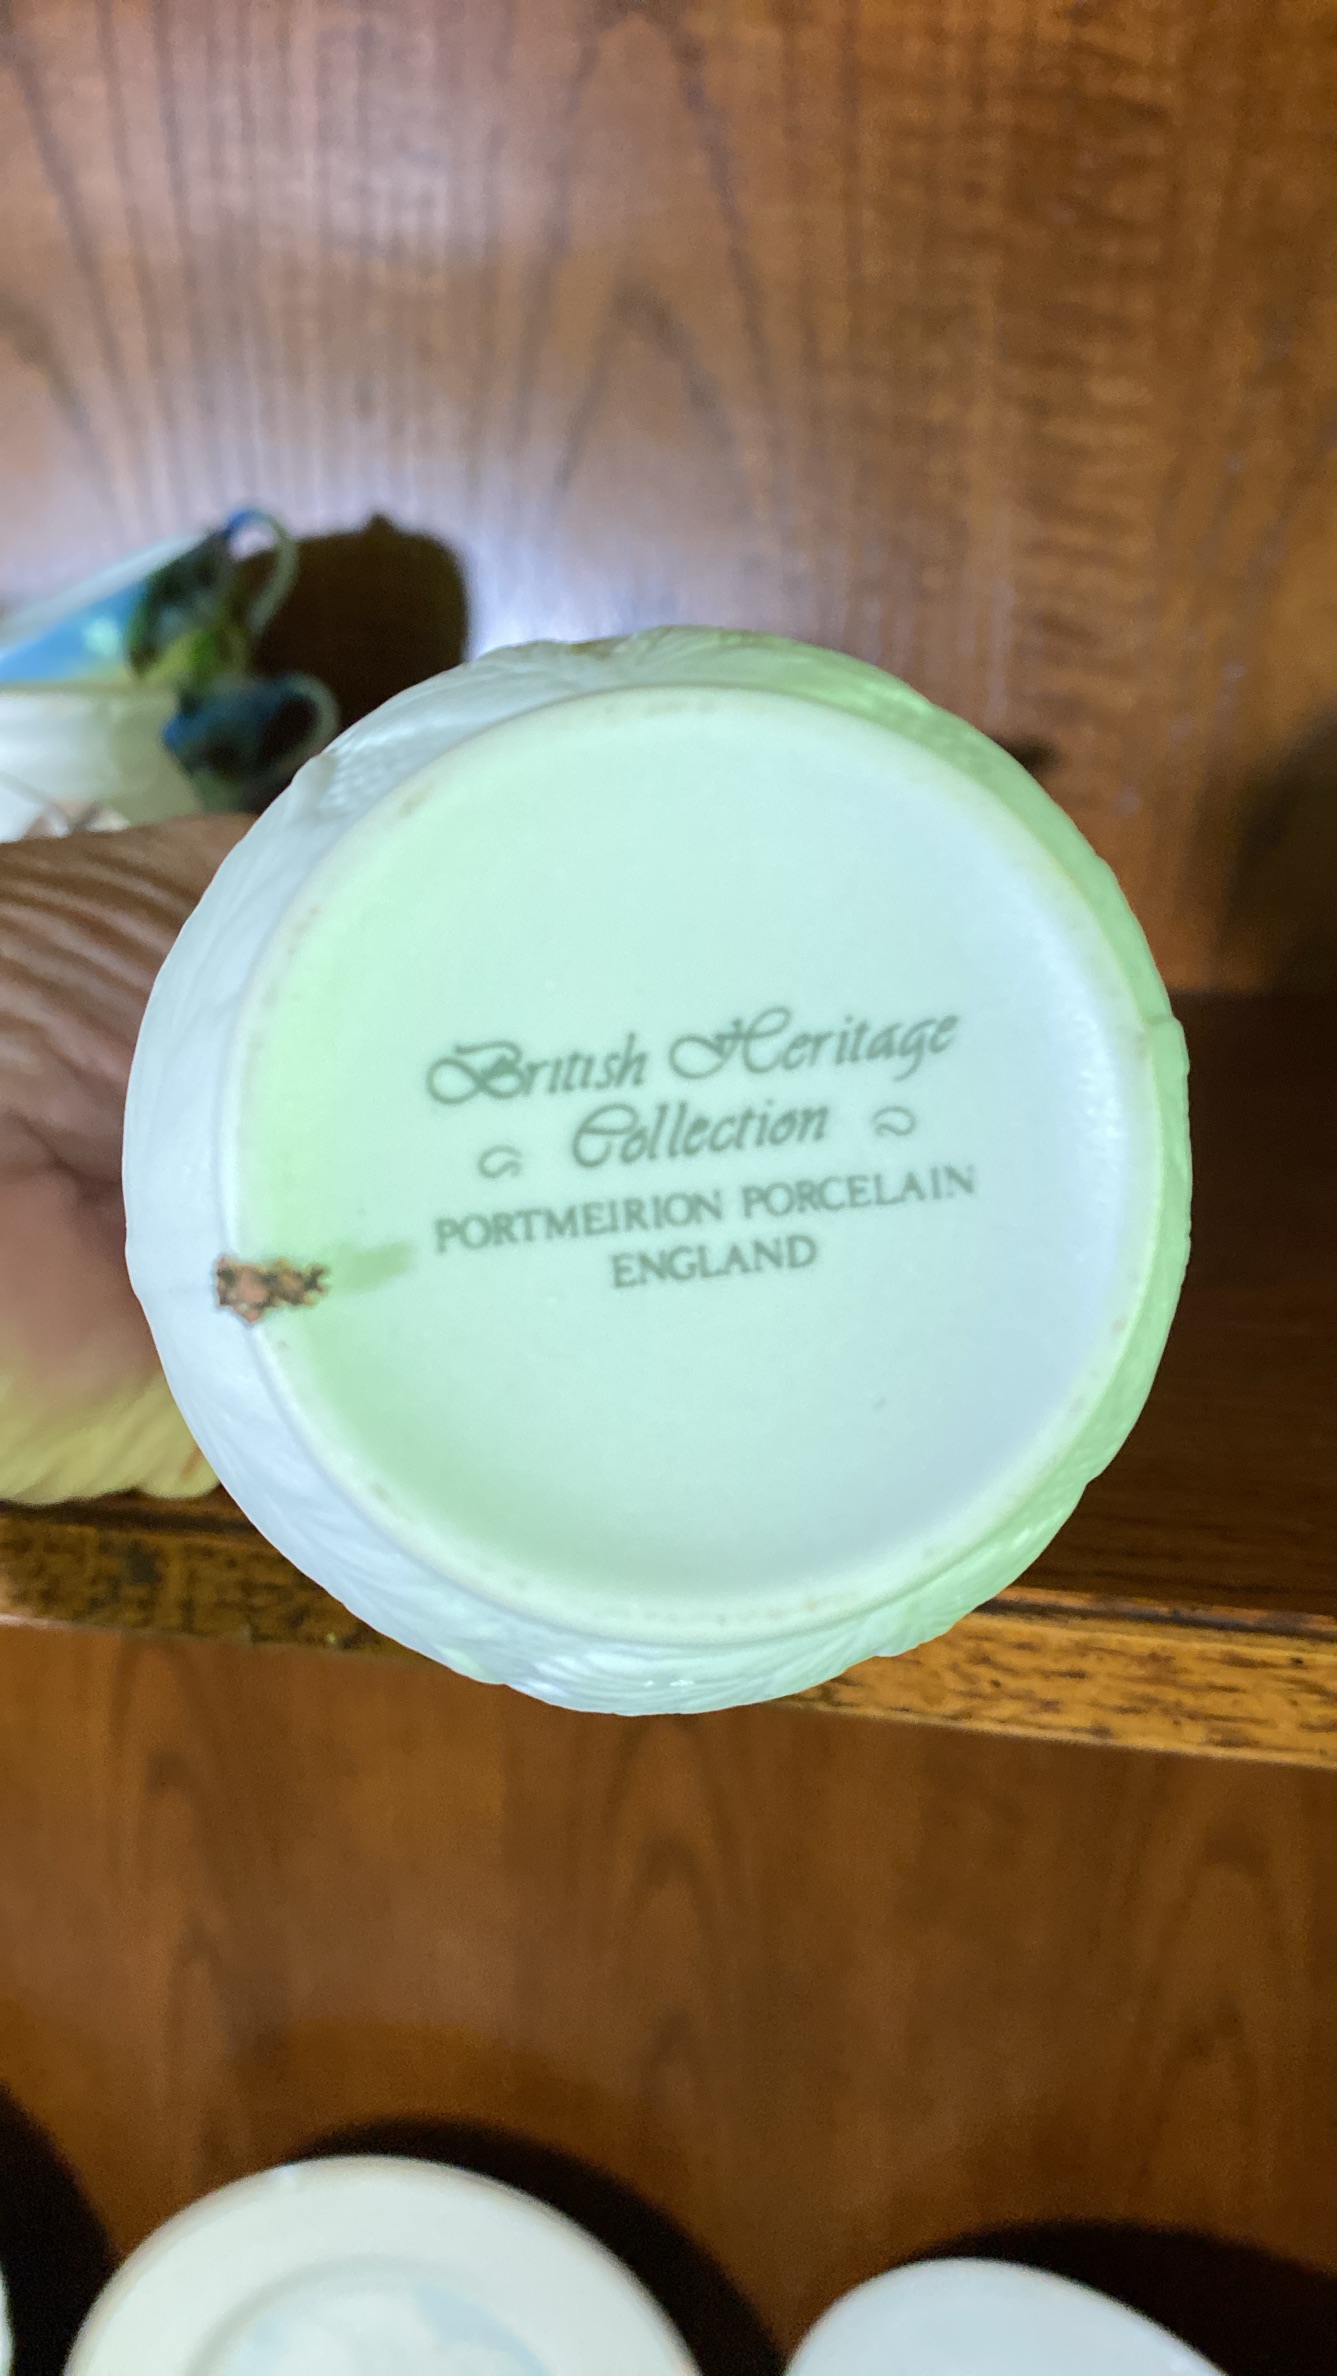 British Heritage
Collection
PORTMEIRION PORCELAIN
ENGLAND